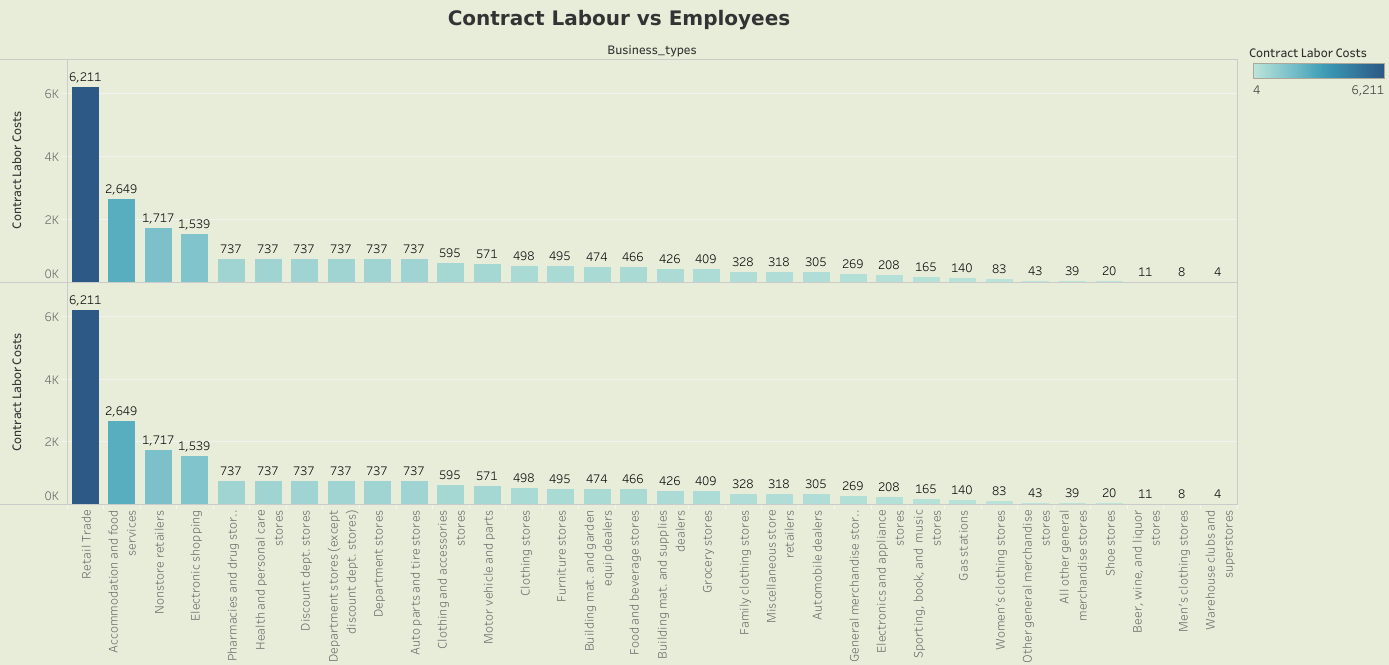 Contract Labour vs Employees
Business_types
Contract Labor Costs
4 6,211
Contract Labor Costs
6K
4K
2K
0K
6,211 2,649 1,717 1,539 737 737 737 737 737 737 595 571 498 495 474 466 426 409 328 318 305 269 208 165 140 83 43 39 20 11 8 4
Contract Labor Costs
6K
4K
2K
0K
6,211 2,649 1,717 1,539 737 737 737 737 737 737 595 571 498 495 474 466 426 409 328 318 305 269 208 165 140 83 43 39 20 11 8 4
Retail Trade
Accommodation and food
services
Nonstore retailers
Electronic shopping
Pharmacies and drug stor..
Health and personal care
stores
Discount dept. stores
Department stores (except
discount dept. stores)
Department stores
Auto parts and tire stores
Clothing and accessories
stores
Motor vehicle and parts
Clothing stores
Furniture stores
Building mat. and garden
equip dealers
Food and beverage stores
Building mat. and supplies
dealers
Grocery stores
Family clothing stores
Miscellaneous store
retailers
Automobile dealers
General merchandise stor..
Electronics and appliance
stores
Sporting, book, and music
stores
Gas stations
Women's clothing stores
Other general merchandise
stores
All other general
merchandise stores
Shoe stores
Beer, wine, and liquor
stores
Men's clothing stores
Warehouse clubs and
superstores